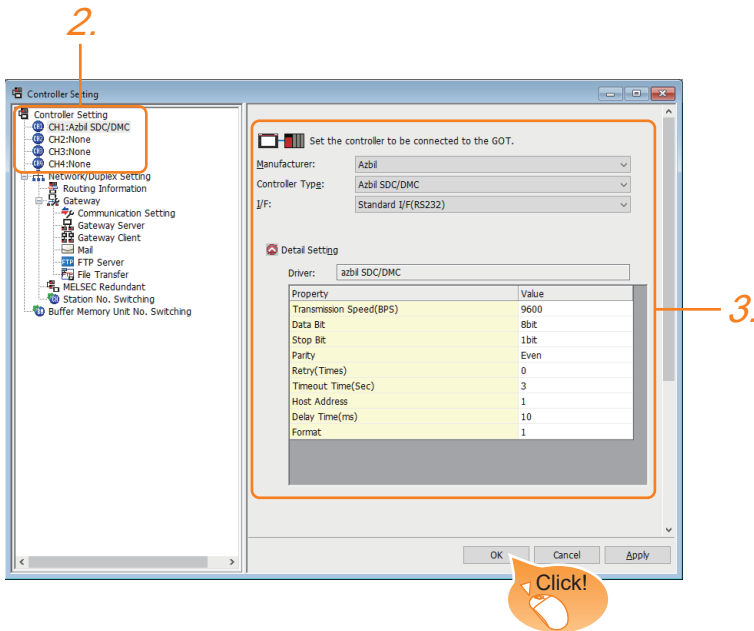 2.
Controller Setting
Controller Setting
CH1:Azbil SDC/DMC
CH2:None
CH3:None
CH4:None
Network/Duplex Setting
Routing Information
Gateway
Communication Setting
Gateway Server
Gateway Client
Mail
FTP FTP Server
File Transfer
MELSEC Redundant
Station No. Switching
Buffer Memory Unit No. Switching
Set the controller to be connected to the GOT.
Manufacturer: Azbil
Controller Type: Azbil SDC/DMC
I/F: Standard I/F(RS232)
Detail Setting
Driver: azbil SDC/DMC
Property Value
Transmission Speed(BPS) 9600
Data Bit 8bit
Stop Bit 1bit
Parity Even
Retry(Times) 0
Timeout Time(Sec) 3
Host Address 1
Delay Time(ms) 10
Format 1
3.
OK Cancel Apply
Click!